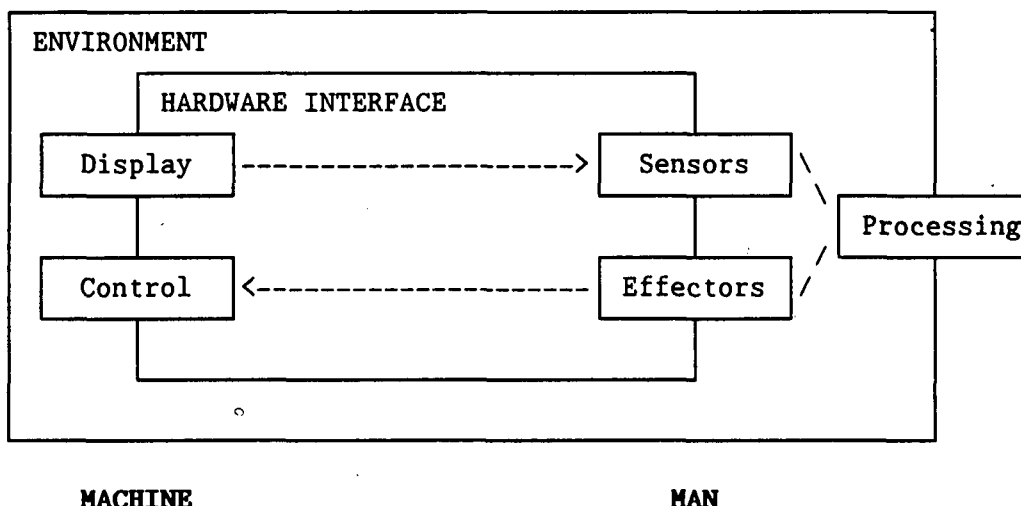 ENVIRONMENT
HARDWARE INTERFACE
Display
Sensors
Processing
Control
Effectors
MACHINE
MAN